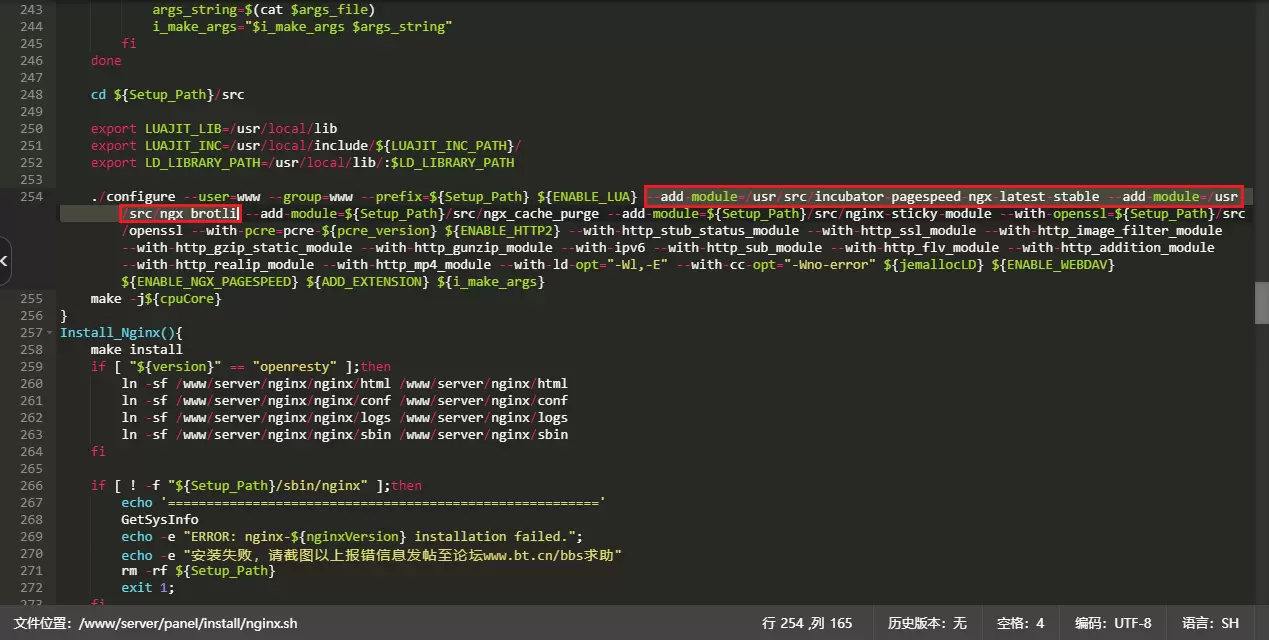 243 args_string=$(cat $args_file)
244 i_make_args="$i_make_args $args_string"
245 fi
246 done
247
248 cd ${Setup_Path}/src
249
250 export LUAJIT_LIB=/usr/local/lib
251 export LUAJIT_INC=/usr/local/include/${LUAJIT_INC_PATH}/
252 export LD_LIBRARY_PATH=/usr/local/lib/:$LD_LIBRARY_PATH
253
254 ./configure --user=www --group=www --prefix=${Setup_Path} ${ENABLE_LUA} --add-module=/usr/src/incubator-pagespeed-ngx-latest-stable --add-module=/usr
/src/ngx_brotli --add-module=${Setup_Path}/src/ngx_cache_purge --add-module=${Setup_Path}/src/nginx-sticky-module --with-openssl=${Setup_Path}/src
/openssl --with-pcre=pcre-${pcre_version} ${ENABLE_HTTP2} --with-http_stub_status_module --with-http_ssl_module --with-http_image_filter_module
--with-http_gzip_static_module --with-http_gunzip_module --with-ipv6 --with-http_sub_module --with-http_flv_module --with-http_addition_module
--with-http_realip_module --with-http_mp4_module --with-ld-opt="-Wl,-E" --with-cc-opt="-Wno-error" ${jemallocLD} ${ENABLE_WEBDAV}
${ENABLE_NGX_PAGESPEED} ${ADD_EXTENSION} ${i_make_args}
255 make -j${cpuCore}
256 }
257 Install_Nginx(){
258 make install
259 if [ "${version}" == "openresty" ];then
260 ln -sf /www/server/nginx/nginx/html /www/server/nginx/html
261 ln -sf /www/server/nginx/nginx/conf /www/server/nginx/conf
262 ln -sf /www/server/nginx/nginx/logs /www/server/nginx/logs
263 ln -sf /www/server/nginx/nginx/sbin /www/server/nginx/sbin
264 fi
265
266 if [ ! -f "${Setup_Path}/sbin/nginx" ];then
267 echo '========================================================'
268 GetSysInfo
269 echo -e "ERROR: nginx-${nginxVersion} installation failed.";
270 echo -e "安装失败，请截图以上报错信息发帖至论坛www.bt.cn/bbs求助"
271 rm -rf ${Setup_Path}
272 exit 1;
273 fi
文件位置：/www/server/panel/install/nginx.sh 行 254 ,列 165 历史版本：无 空格：4 编码：UTF-8 语言：SH